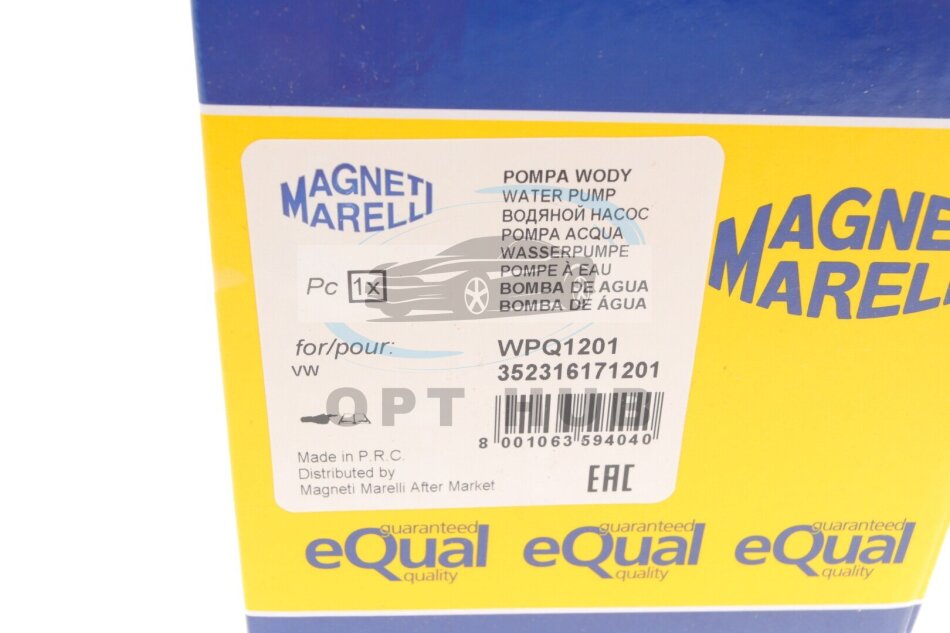 MAGNETI
MARELLI
POMPA WODY
WATER PUMP
ВОДЯНОЙ НАСОС
POMPA ACQUA
WASSERPUMPE
POMPE À EAU
BOMBA DE AGUA
BOMBA DE ÁGUA
Pc 1x
for/pour:
VW
WPQ1201
352316171201
OPT HUB
8 001063 594040
Made in P.R.C.
Distributed by
Magneti Marelli After Market
EAC
MAGNE
MARELL
guaranteed
eQual
quality
guaranteed
eQual
quality
guaranteed
eQual
quality